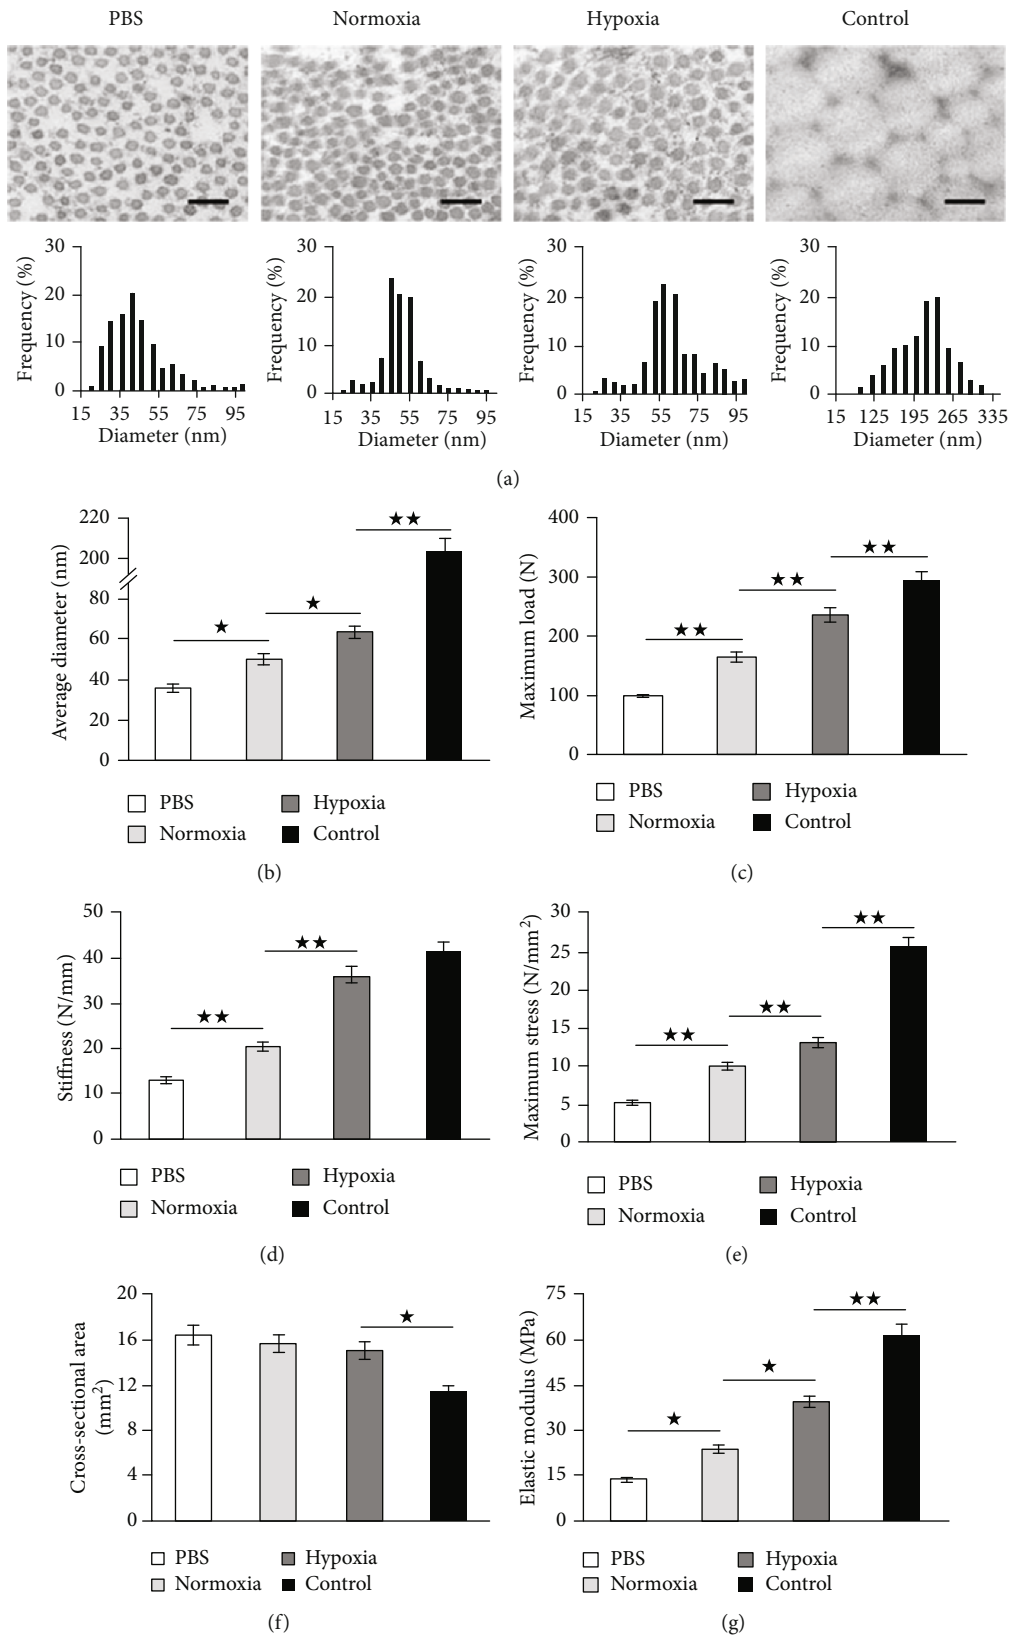 PBS Normoxia Hypoxia Control
30 30 30 30
20 20 20 20
10 10 10 10
0 0 0 0
Frequency (%) Frequency (%) Frequency (%) Frequency (%)
15 35 55 75 95 15 35 55 75 95 15 35 55 75 95 15 125 195 265 335
Diameter (nm) Diameter (nm) Diameter (nm) Diameter (nm)
(a)
220
200
80
60
40
20
0
Average diameter (nm)
★★
★
★
PBS Hypoxia
Normoxia Control
(b)
400
300
200
100
0
Maximum load (N)
★★
★★
★★
PBS Hypoxia
Normoxia Control
(c)
50
40
30
20
10
0
Stiffness (N/mm)
★★
★★
PBS Hypoxia
Normoxia Control
(d)
30
25
20
15
10
5
0
Maximum stress (N/mm²)
★★
★★
★★
PBS Hypoxia
Normoxia Control
(e)
20
16
12
8
4
0
Cross-sectional area
(mm²)
★
PBS Hypoxia
Normoxia Control
(f)
75
60
45
30
15
0
Elastic modulus (MPa)
★★
★
★
PBS Hypoxia
Normoxia Control
(g)